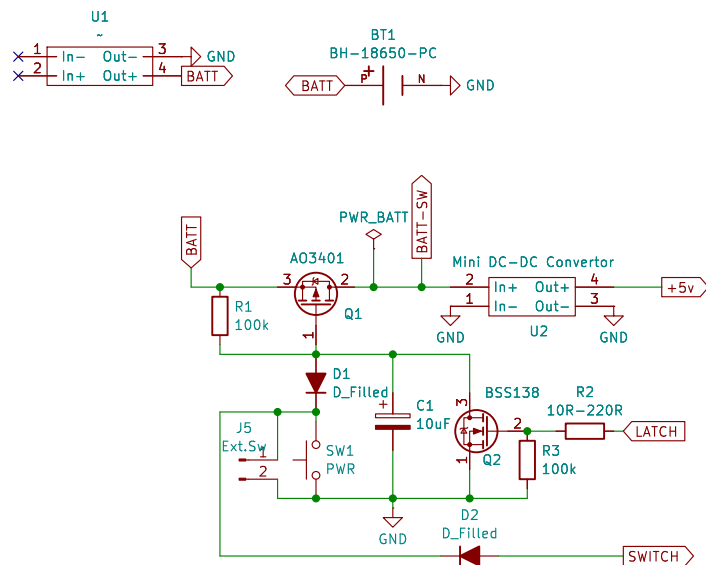 U1
~
1 In- Out- 3 GND
2 In+ Out+ 4 BATT
BT1
BH-18650-PC
BATT P + N GND
BATT
AO3401
3 2
Q1
1
PWR_BATT
BATT-SW
Mini DC-DC Convertor
2 In+ Out+ 4 +5v
1 In- Out- 3
GND U2 GND
R1
100k
D1
D_Filled
C1
10uF
+
J5
Ext.Sw
1
2
SW1
PWR
BSS138
3
2
1
Q2
R2
10R-220R
LATCH
R3
100k
GND
D2
D_Filled
SWITCH